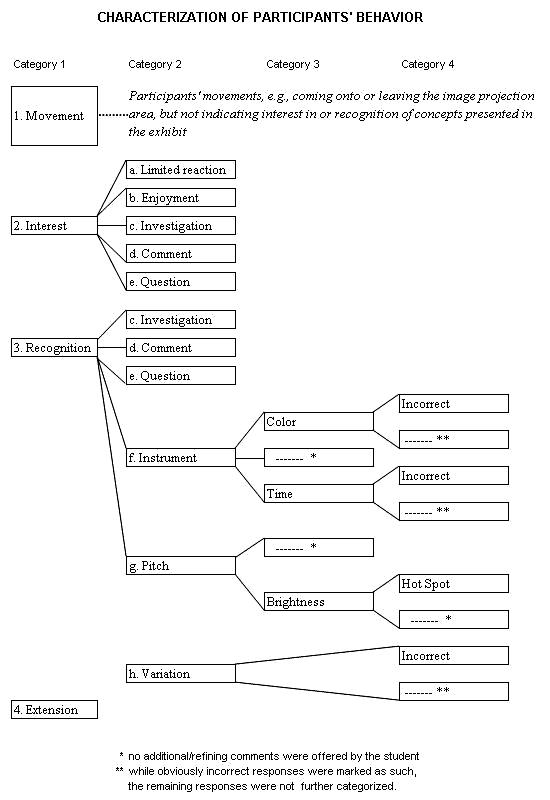 CHARACTERIZATION OF PARTICIPANTS' BEHAVIOR
Category 1 Category 2 Category 3 Category 4
1. Movement
Participants' movements, e.g., coming onto or leaving the image projection
area, but not indicating interest in or recognition of concepts presented in
the exhibit
a. Limited reaction
b. Enjoyment
2. Interest
c. Investigation
d. Comment
e. Question
c. Investigation
3. Recognition
d. Comment
e. Question
Incorrect
Color
------- **
f. Instrument
------- *
Incorrect
Time
------- **
------- *
g. Pitch
Hot Spot
Brightness
------- *
Incorrect
h. Variation
------- **
4. Extension
* no additional/refining comments were offered by the student
** while obviously incorrect responses were marked as such,
the remaining responses were not further categorized.